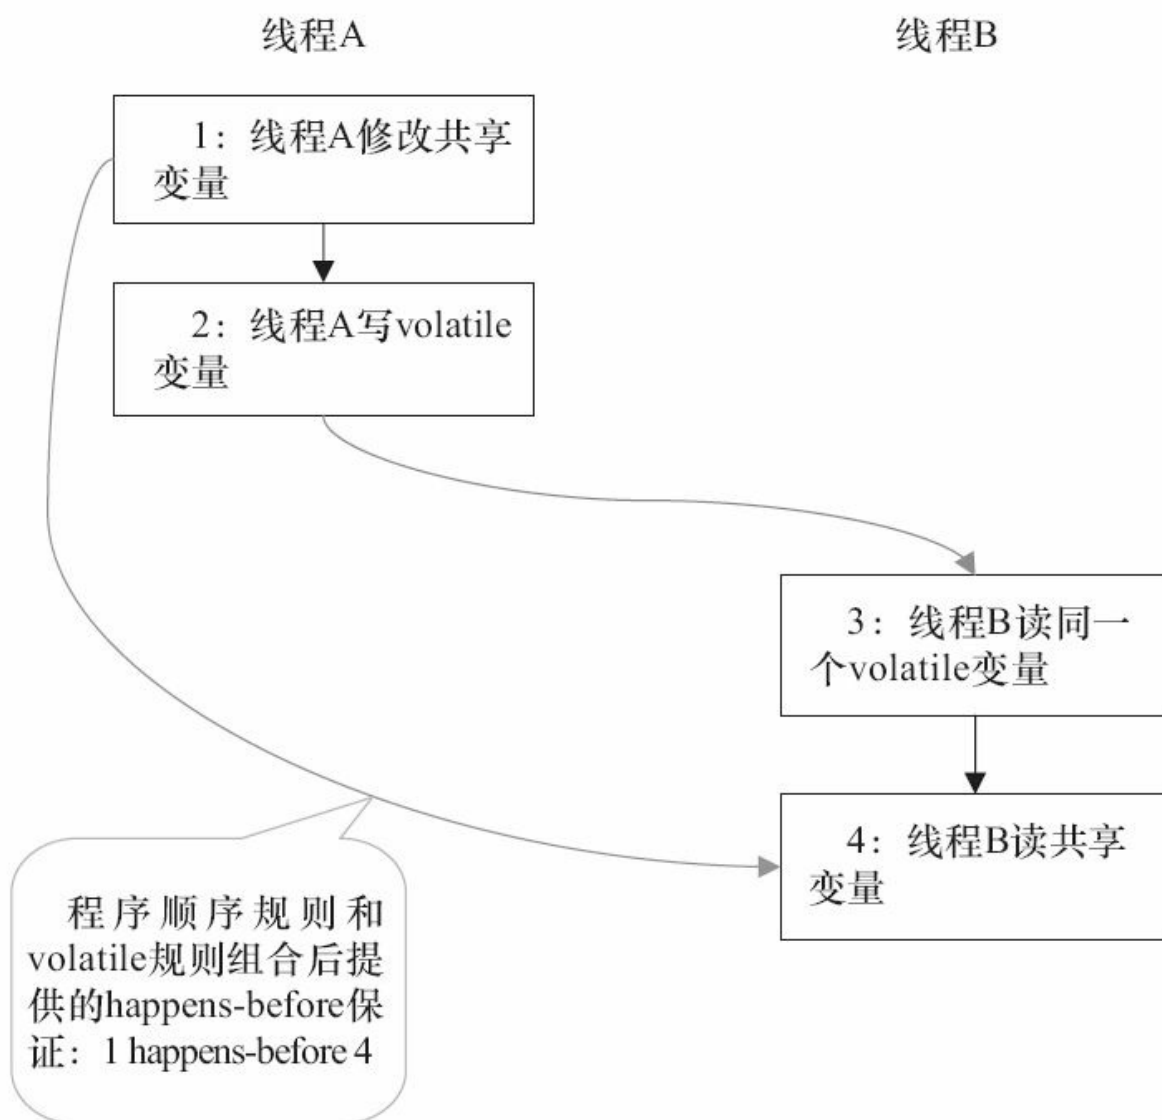 线程A
线程B
1：线程A修改共享
变量
2：线程A写volatile
变量
3：线程B读同一
个volatile变量
4：线程B读共享
变量
程序顺序规则和
volatile规则组合后提
供的happens-before保
证：1 happens-before 4